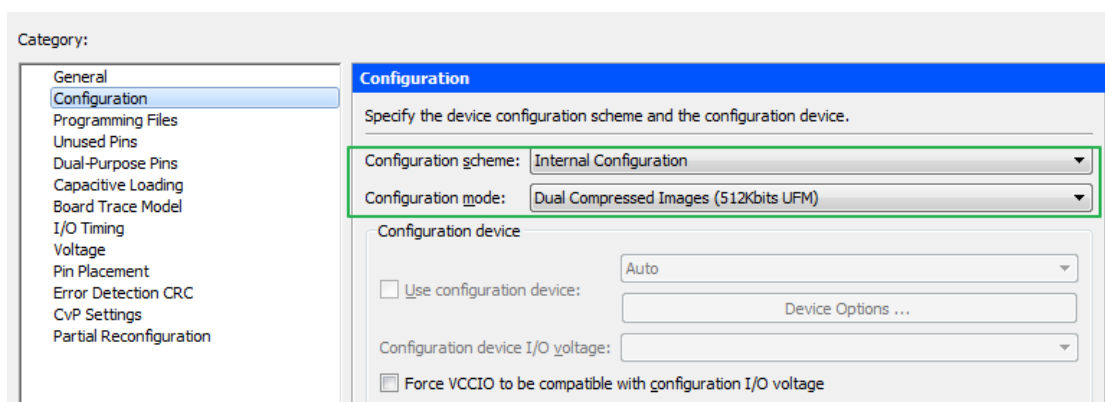 Category:
General
Configuration
Programming Files
Unused Pins
Dual-Purpose Pins
Capacitive Loading
Board Trace Model
I/O Timing
Voltage
Pin Placement
Error Detection CRC
CvP Settings
Partial Reconfiguration
Configuration
Specify the device configuration scheme and the configuration device.
Configuration scheme: Internal Configuration
Configuration mode: Dual Compressed Images (512Kbits UFM)
Configuration device
Auto
Use configuration device:
Device Options ...
Configuration device I/O voltage:
Force VCCIO to be compatible with configuration I/O voltage